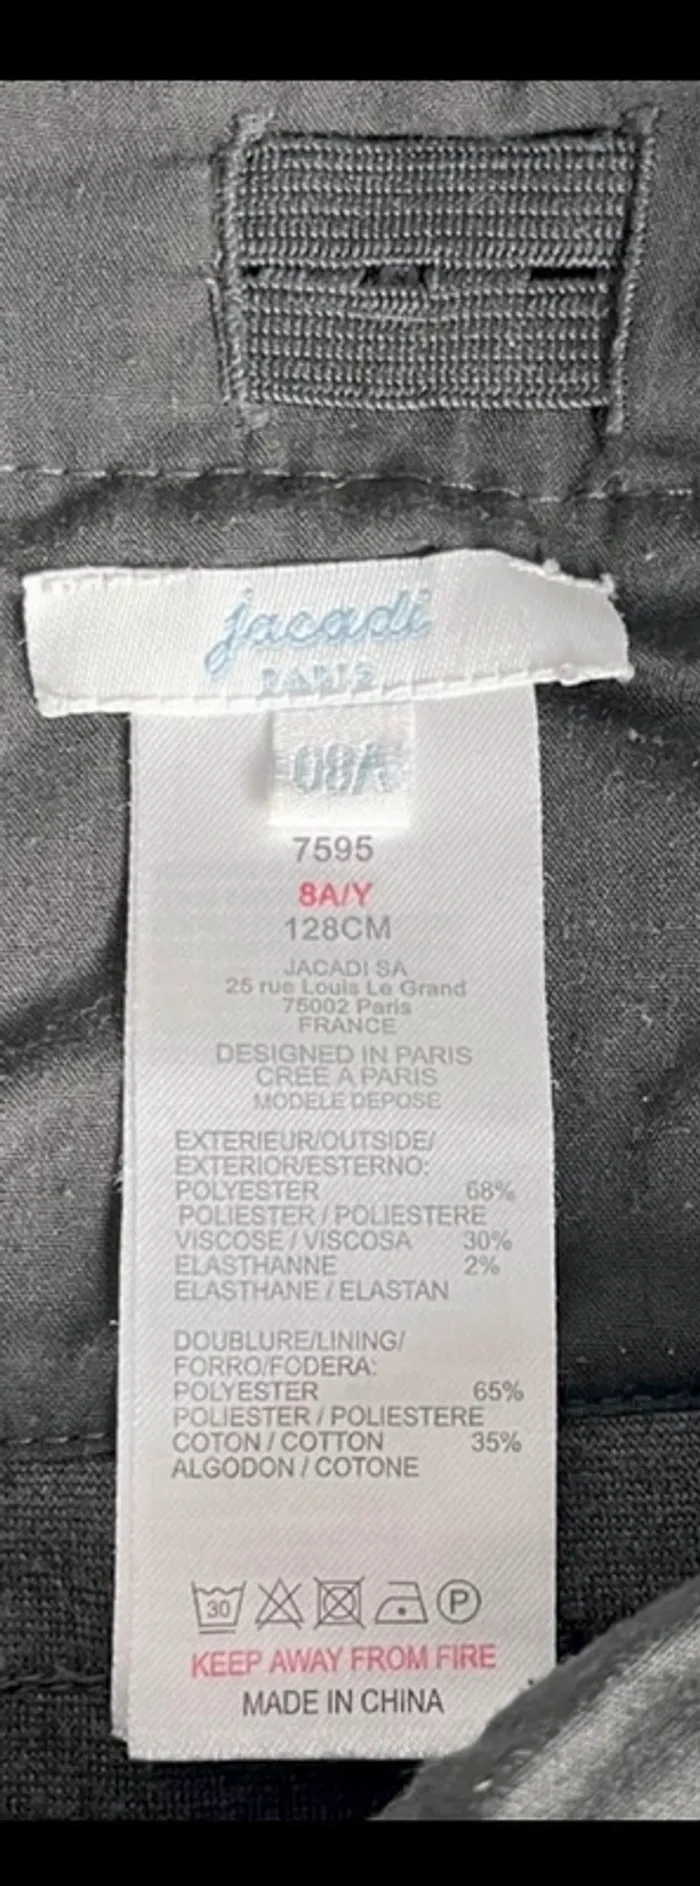 jacadi
PARIS
08A
7595
8A/Y
128CM
JACADI SA
25 rue Louis Le Grand
75002 Paris
FRANCE
DESIGNED IN PARIS
CREE A PARIS
MODELE DEPOSE
EXTERIEUR/OUTSIDE/
EXTERIOR/ESTERNO:
POLYESTER 68%
POLIESTER / POLIESTERE
VISCOSE / VISCOSA 30%
ELASTHANNE 2%
ELASTHANE / ELASTAN
DOUBLURE/LINING/
FORRO/FODERA:
POLYESTER 65%
POLIESTER / POLIESTERE
COTON / COTTON 35%
ALGODON / COTONE
30 P
KEEP AWAY FROM FIRE
MADE IN CHINA